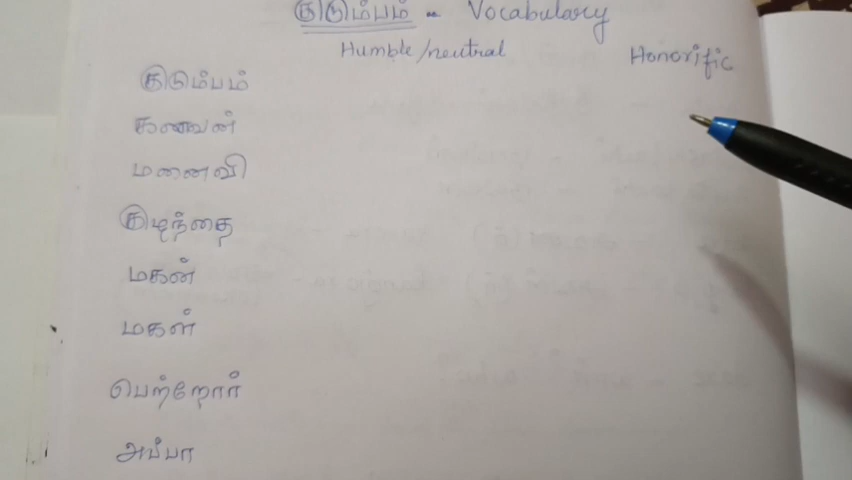 குடும்பம் - Vocabulary
Humble/neutral Honorific
குடும்பம்
கணவன்
மனைவி
குழந்தை
மகன்
மகள்
பெற்றோர்
அப்பா